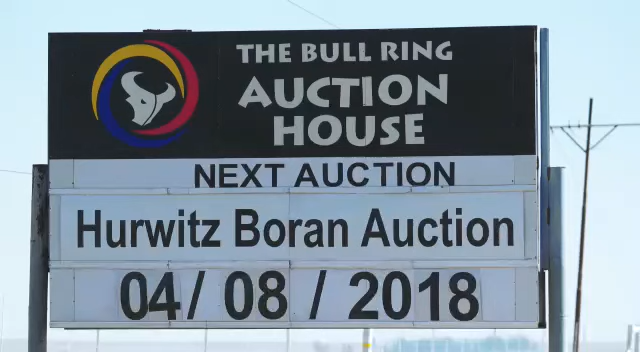 THE BULL RING
AUCTION
HOUSE
NEXT AUCTION
Hurwitz Boran Auction
04/ 08 / 2018